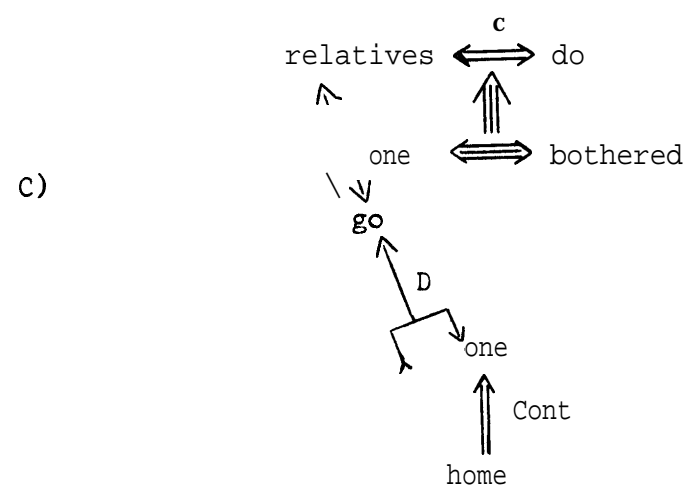 c
relatives do
one bothered
C)
go
D
one
Cont
home